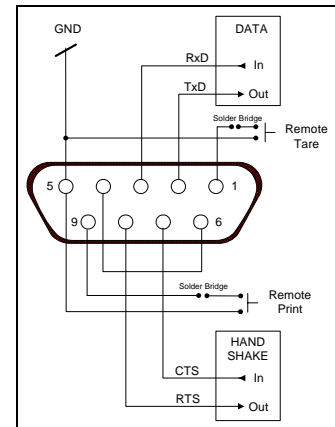 GND
DATA
RxD
In
TxD
Out
Solder Bridge
Remote
Tare
5
1
9
6
Solder Bridge
Remote
Print
HAND
SHAKE
CTS
In
RTS
Out